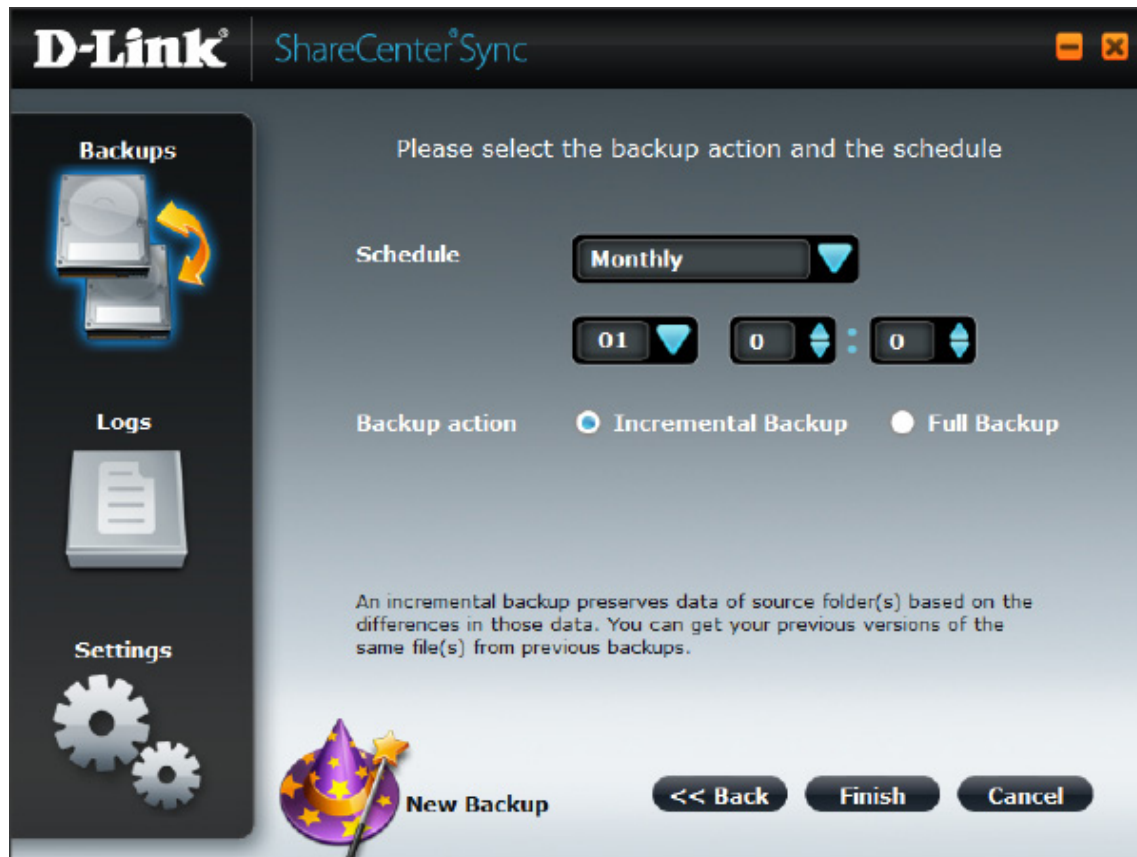 D-Link® ShareCenter®Sync
Backups
Please select the backup action and the schedule
Schedule Monthly
01 0 : 0
Backup action Incremental Backup Full Backup
Logs
An incremental backup preserves data of source folder(s) based on the
differences in those data. You can get your previous versions of the
same file(s) from previous backups.
Settings
New Backup << Back Finish Cancel